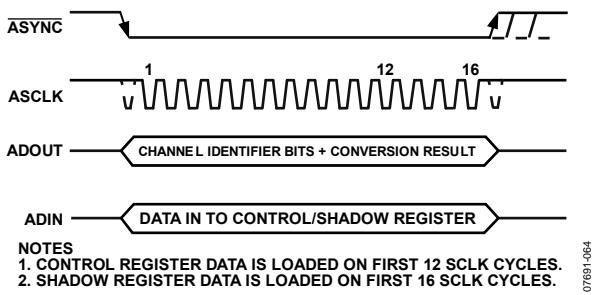 ASYNC
1 12 16
ASCLK
ADOUT CHANNEL IDENTIFIER BITS + CONVERSION RESULT
ADIN DATA IN TO CONTROL/SHADOW REGISTER
NOTES
1. CONTROL REGISTER DATA IS LOADED ON FIRST 12 SCLK CYCLES.
2. SHADOW REGISTER DATA IS LOADED ON FIRST 16 SCLK CYCLES.
07691-064